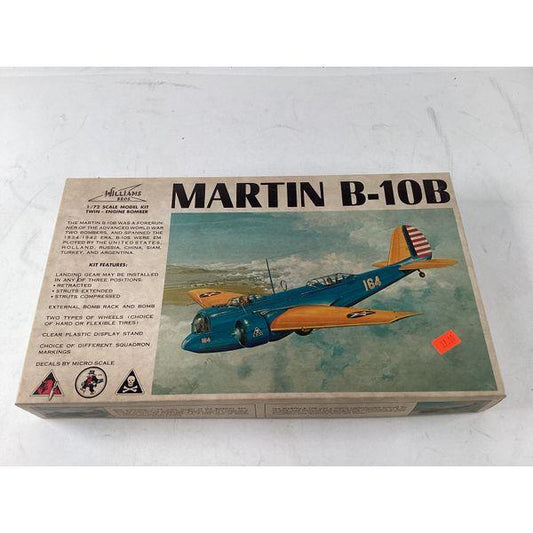 WILLIAMS
BROS.
MARTIN B-10B
1/72 SCALE MODEL KIT
TWIN - ENGINE BOMBER
THE MARTIN B-10B WAS A FORERUN-
NER OF THE ADVANCED WORLD WAR
TWO BOMBERS, AND SPANNED THE
1934-1942 ERA. B-10S WERE EM-
PLOYED BY THE UNITED STATES,
HOLLAND, RUSSIA, CHINA, SIAM,
TURKEY, AND ARGENTINA.
KIT FEATURES:
LANDING GEAR MAY BE INSTALLED
IN ANY OF THREE POSITIONS.
• RETRACTED
• STRUTS EXTENDED
• STRUTS COMPRESSED
EXTERNAL BOMB RACK AND BOMB
TWO TYPES OF WHEELS (CHOICE
OF HARD OR FLEXIBLE TIRES)
CLEAR PLASTIC DISPLAY STAND
CHOICE OF DIFFERENT SQUADRON
MARKINGS
DECALS BY MICRO-SCALE
164
164